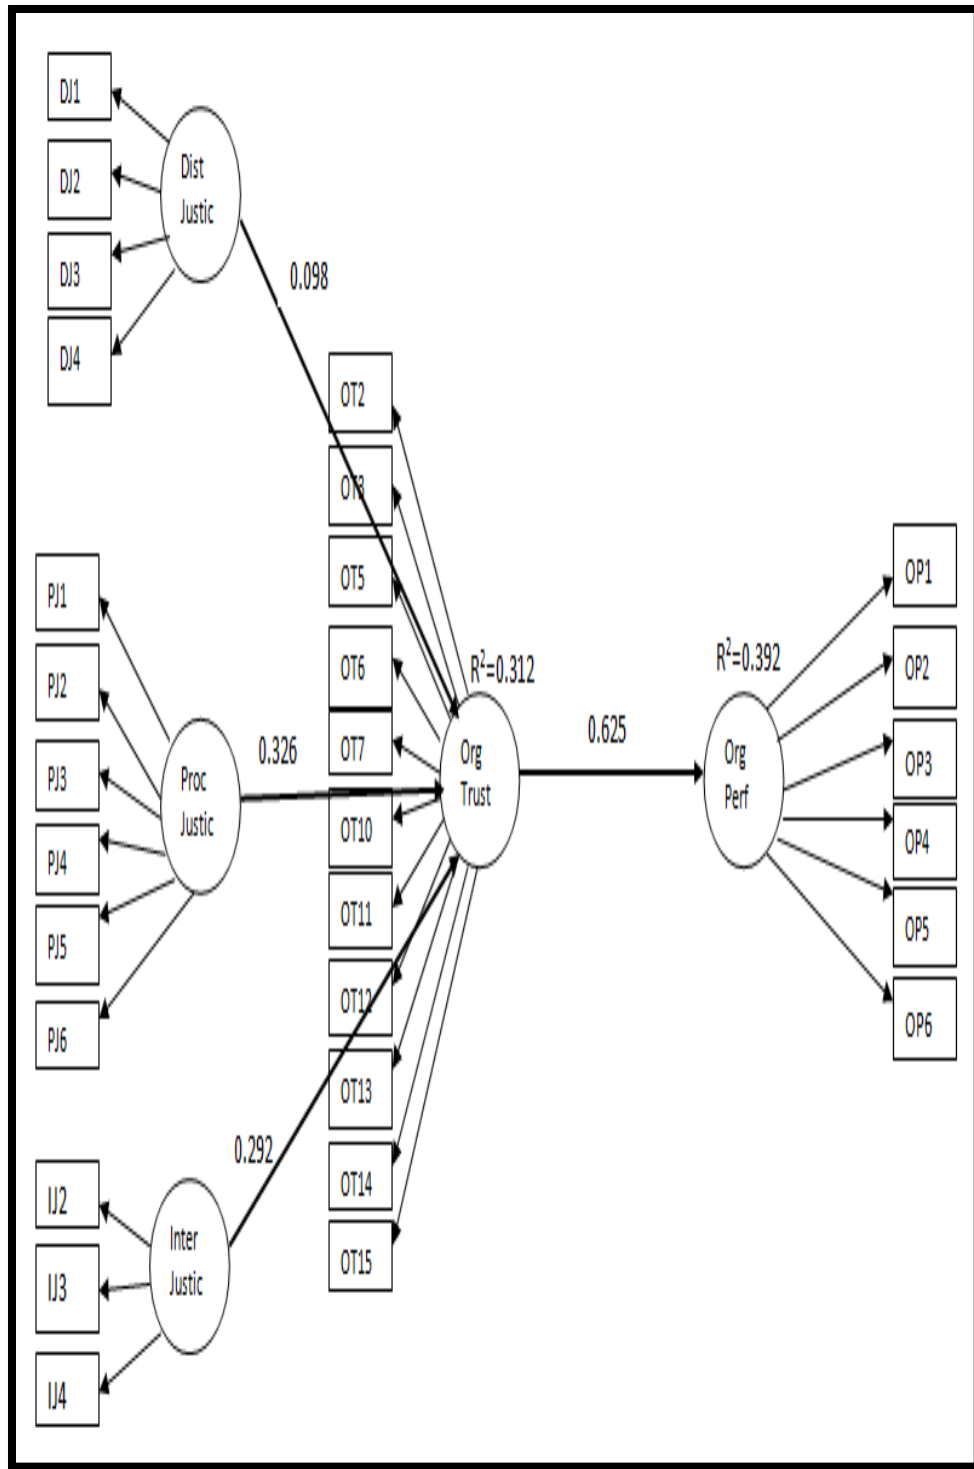 DJ1
DJ2
DJ3
DJ4
Dist
Justic
0.098
PJ1
PJ2
PJ3
PJ4
PJ5
PJ6
Proc
Justic
0.326
IJ2
IJ3
IJ4
Inter
Justic
0.292
OT2
OT3
OT5
OT6
OT7
OT10
OT11
OT12
OT13
OT14
OT15
R²=0.312
Org
Trust
0.625
R²=0.392
Org
Perf
OP1
OP2
OP3
OP4
OP5
OP6